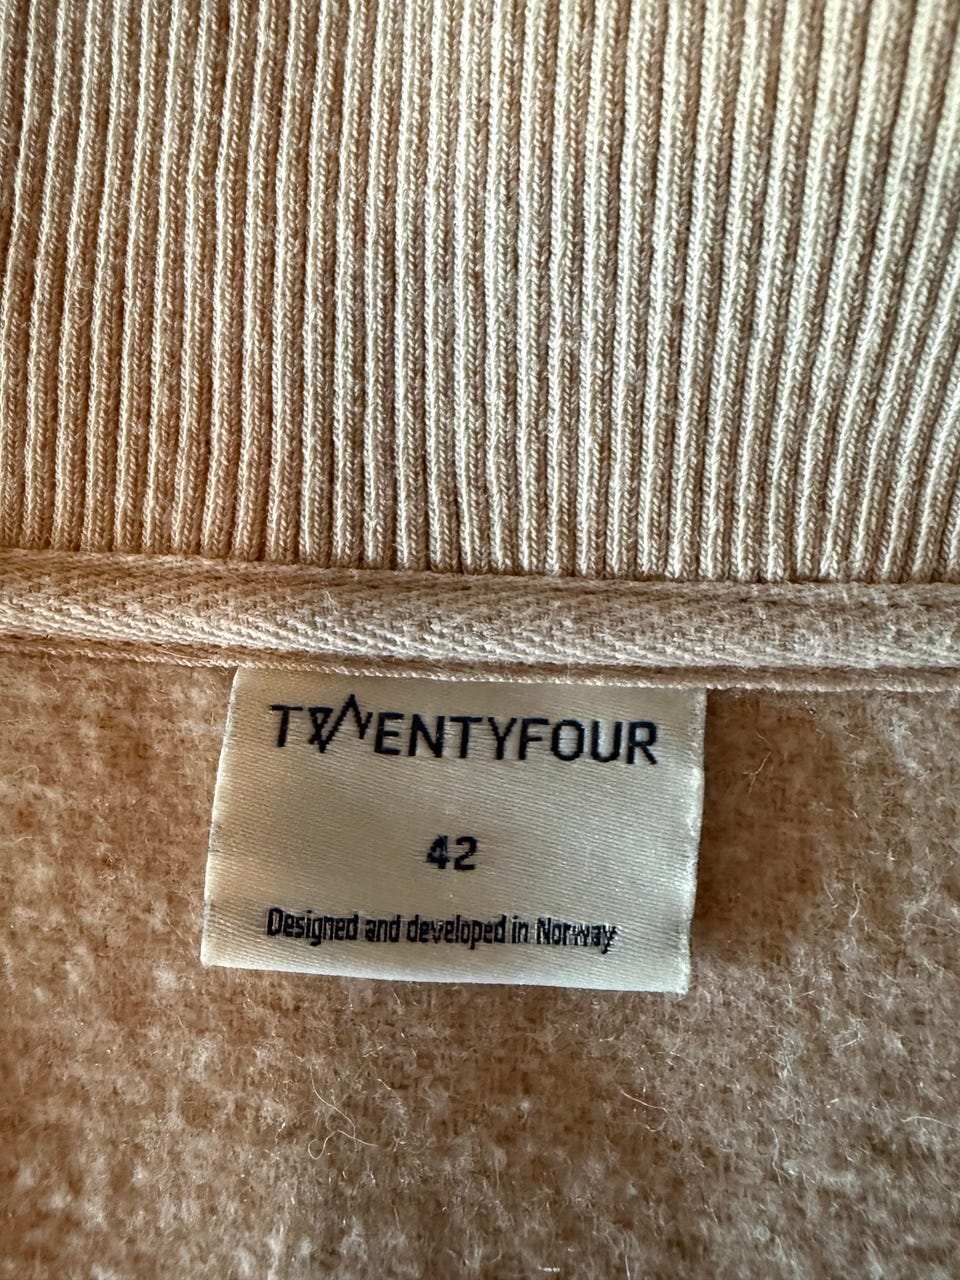 TWENTYFOUR
42
Designed and developed in Norway